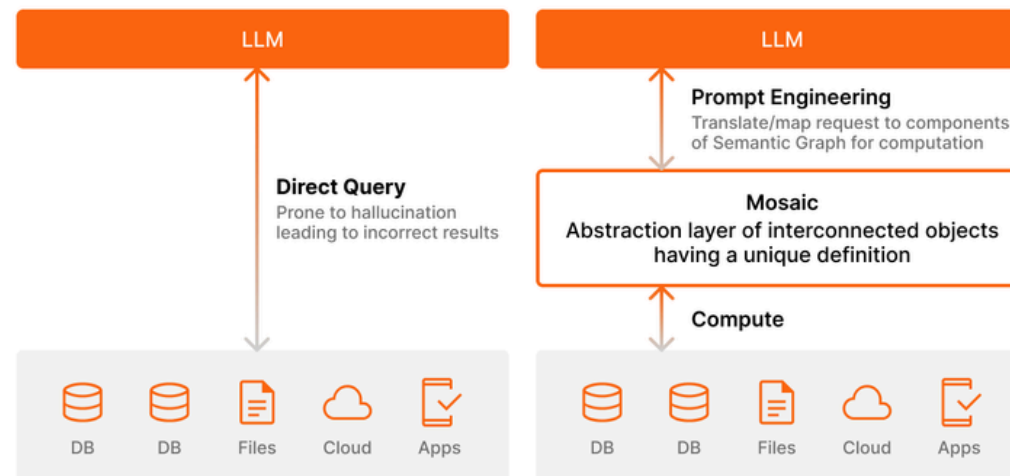 LLM
Direct Query
Prone to hallucination
leading to incorrect results
DB
DB
Files
Cloud
Apps
LLM
Prompt Engineering
Translate/map request to components
of Semantic Graph for computation
Mosaic
Abstraction layer of interconnected objects
having a unique definition
Compute
DB
DB
Files
Cloud
Apps